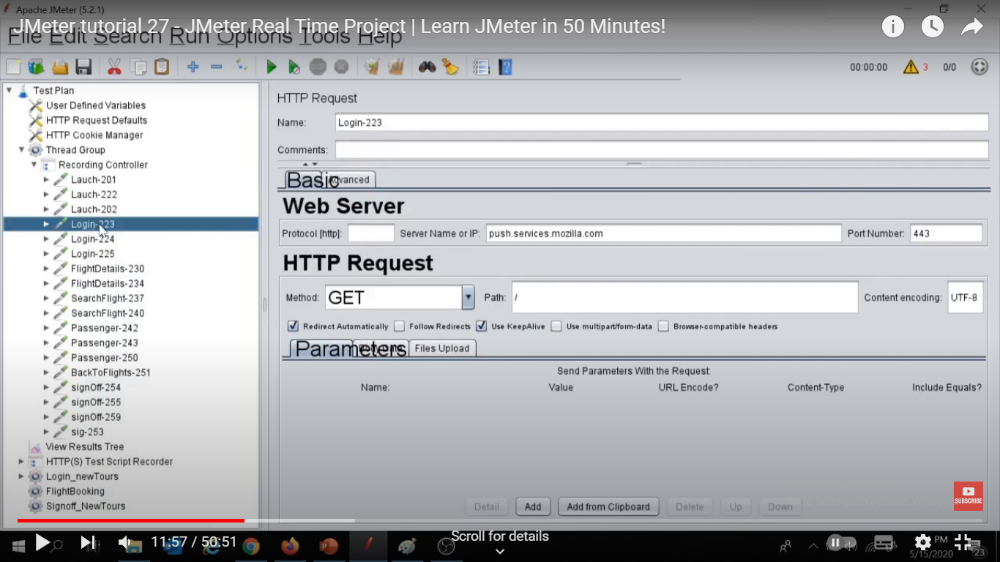 Apache JMeter (5.2.1)
JMeter tutorial 27 - JMeter Real Time Project | Learn JMeter in 50 Minutes!
File Edit Search Run Options Tools Help
00:00:00 3 0/0
Test Plan
User Defined Variables
HTTP Request Defaults
HTTP Cookie Manager
Thread Group
Recording Controller
Lauch-201
Lauch-222
Lauch-202
Login-223
Login-224
Login-225
FlightDetails-230
FlightDetails-234
SearchFlight-237
SearchFlight-240
Passenger-242
Passenger-243
Passenger-250
BackToFlights-251
signOff-254
signOff-255
signOff-259
sig-253
View Results Tree
HTTP(S) Test Script Recorder
Login_newTours
FlightBooking
Signoff_NewTours
HTTP Request
Name: Login-223
Comments:
Basic Advanced
Web Server
Protocol [http]: Server Name or IP: push.services.mozilla.com Port Number: 443
HTTP Request
Method: GET Path: / Content encoding: UTF-8
Redirect Automatically Follow Redirects Use KeepAlive Use multipart/form-data Browser-compatible headers
Parameters Files Upload
Send Parameters With the Request:
Name: Value URL Encode? Content-Type Include Equals?
Detail Add Add from Clipboard Delete Up Down
SUBSCRIBE
11:57 / 50:51
Scroll for details
PM
5/15/2020
23